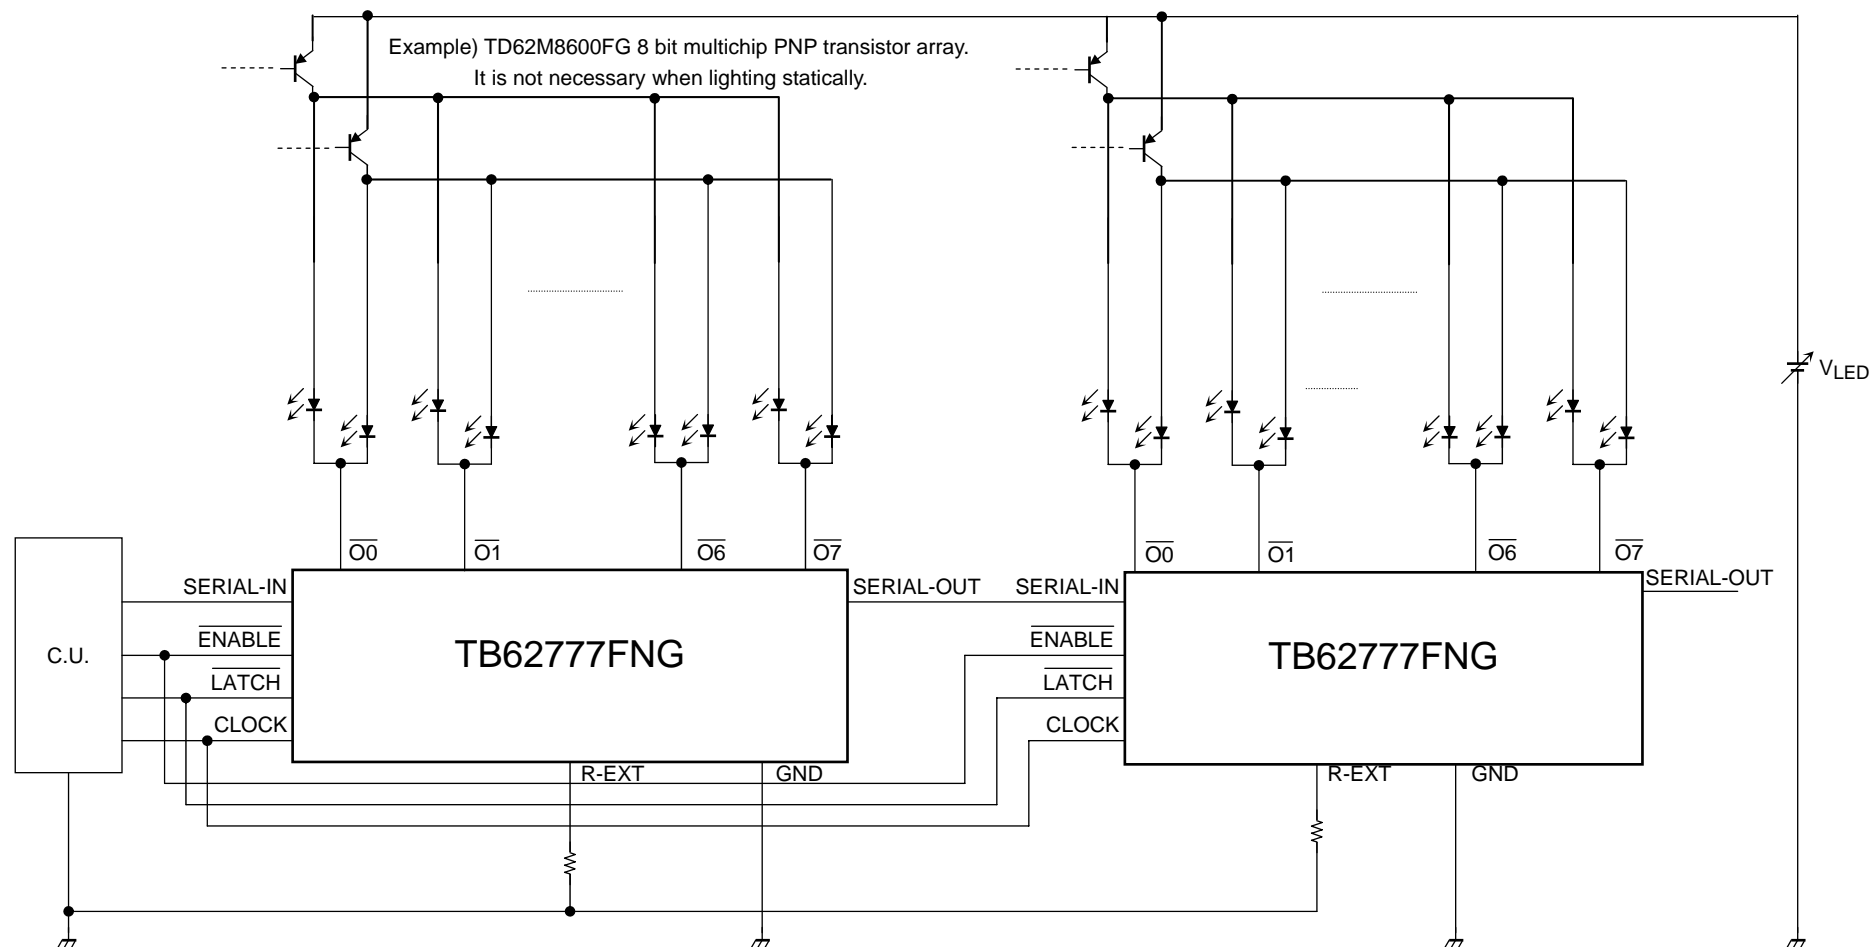 Example) TD62M8600FG 8 bit multichip PNP transistor array.
It is not necessary when lighting statically.
VLED
O0
O1
O6
O7
O0
O1
O6
O7
SERIAL-IN
SERIAL-OUT
SERIAL-IN
SERIAL-OUT
C.U.
ENABLE
TB62777FNG
ENABLE
TB62777FNG
LATCH
LATCH
CLOCK
CLOCK
R-EXT
GND
R-EXT
GND